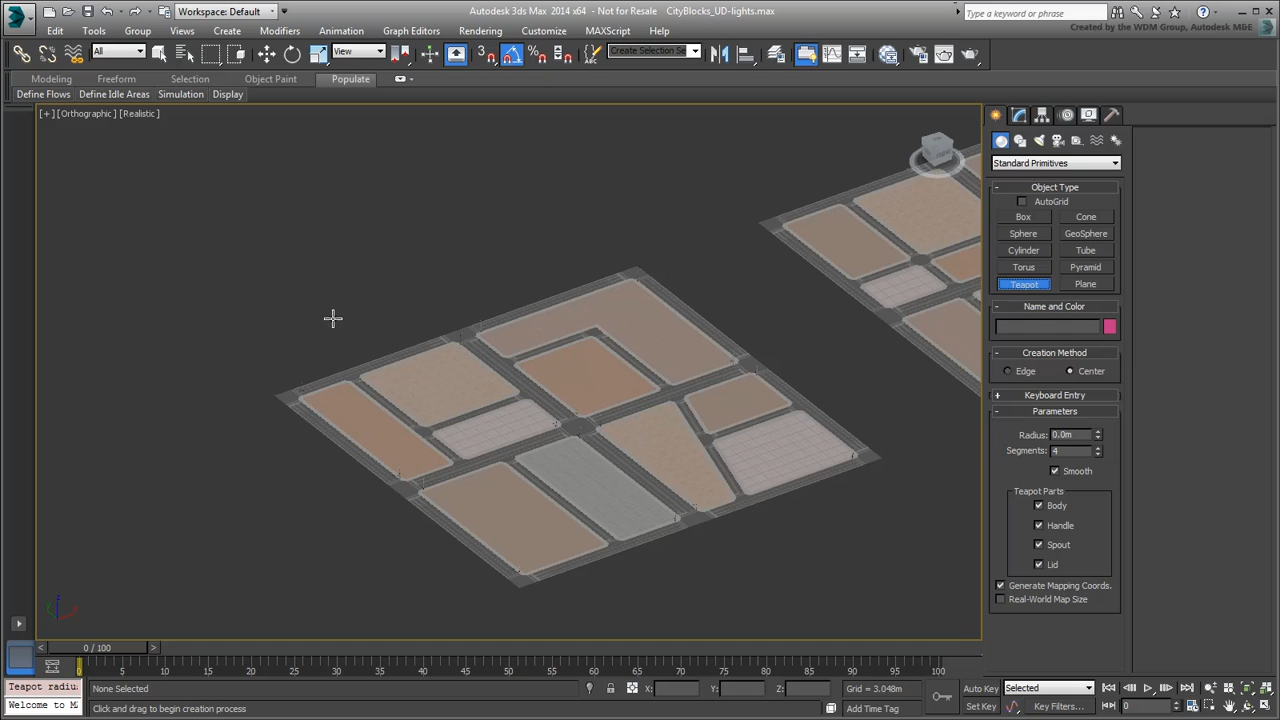 Workspace: Default
Autodesk 3ds Max 2014 x64 - Not for Resale CityBlocks_UD-lights.max
Type a keyword or phrase
Created by the WDM Group, Autodesk M&E
Edit Tools Group Views Create Modifiers Animation Graph Editors Rendering Customize MAXScript Help
All
View
3
Create Selection Se
Modeling Freeform Selection Object Paint Populate
Define Flows Define Idle Areas Simulation Display
[+] [Orthographic] [Realistic]
Standard Primitives
- Object Type
AutoGrid
Box Cone
Sphere GeoSphere
Cylinder Tube
Torus Pyramid
Teapot Plane
- Name and Color
- Creation Method
Edge Center
+ Keyboard Entry
- Parameters
Radius: 0.0m
Segments: 4
Smooth
Teapot Parts
Body
Handle
Spout
Lid
Generate Mapping Coords.
Real-World Map Size
< 0 / 100 >
0 5 10 15 20 25 30 35 40 45 50 55 60 65 70 75 80 85 90 95 100
Teapot radiu
None Selected
X: Y: Z:
Grid = 3.048m
Auto Key Selected
Welcome to M
Click and drag to begin creation process
Add Time Tag
Set Key
Key Filters...
0